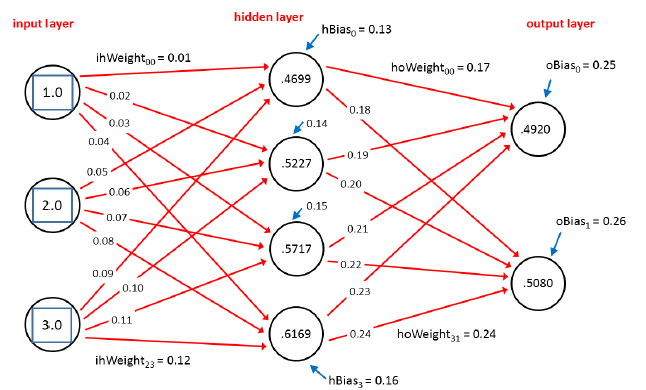 input layer
hidden layer
output layer
hBias0 = 0.13
ihWeight00 = 0.01
hoWeight00 = 0.17
oBias0 = 0.25
1.0
.4699
0.02
0.18
0.03
0.14
.4920
0.04
.5227
0.19
0.05
0.20
0.06
2.0
0.15
0.07
0.21
oBias1 = 0.26
0.08
.5717
0.22
0.09
0.10
0.23
.5080
0.11
3.0
.6169
0.24
hoWeight31 = 0.24
ihWeight23 = 0.12
hBias3 = 0.16